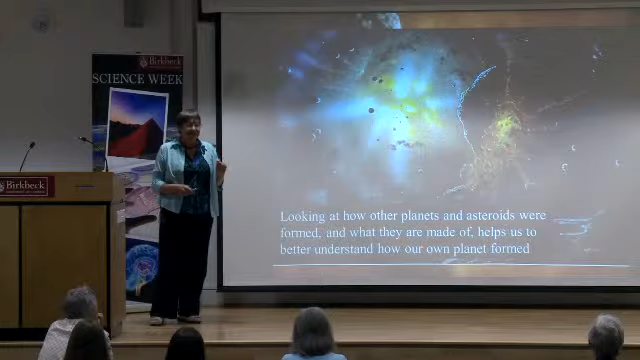 Birkbeck
SCIENCE WEEK
Birkbeck
Looking at how other planets and asteroids were
formed, and what they are made of, helps us to
better understand how our own planet formed